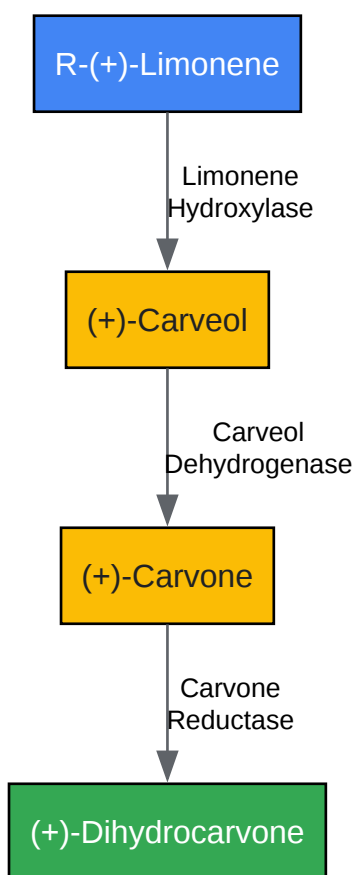 R-(+)-Limonene
Limonene
Hydroxylase
(+)-Carveol
Carveol
Dehydrogenase
(+)-Carvone
Carvone
Reductase
(+)-Dihydrocarvone